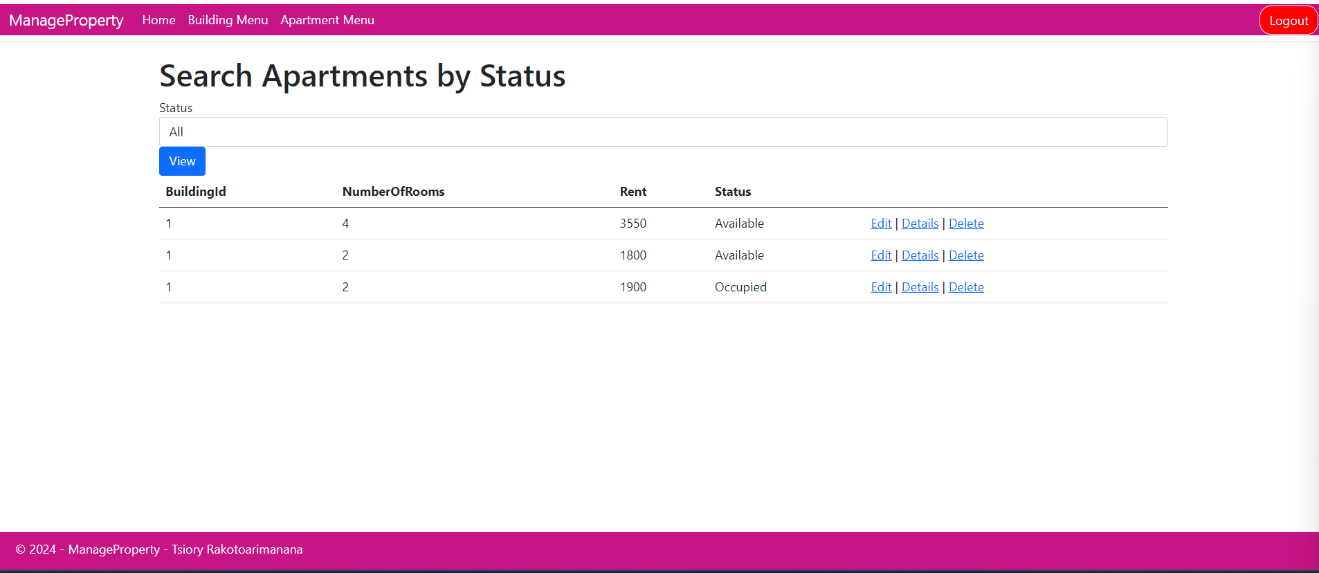 ManageProperty Home Building Menu Apartment Menu Logout
Search Apartments by Status
Status
All
View
BuildingId NumberOfRooms Rent Status
1 4 3550 Available Edit | Details | Delete
1 2 1800 Available Edit | Details | Delete
1 2 1900 Occupied Edit | Details | Delete
© 2024 - ManageProperty - Tsiory Rakotoarimanana